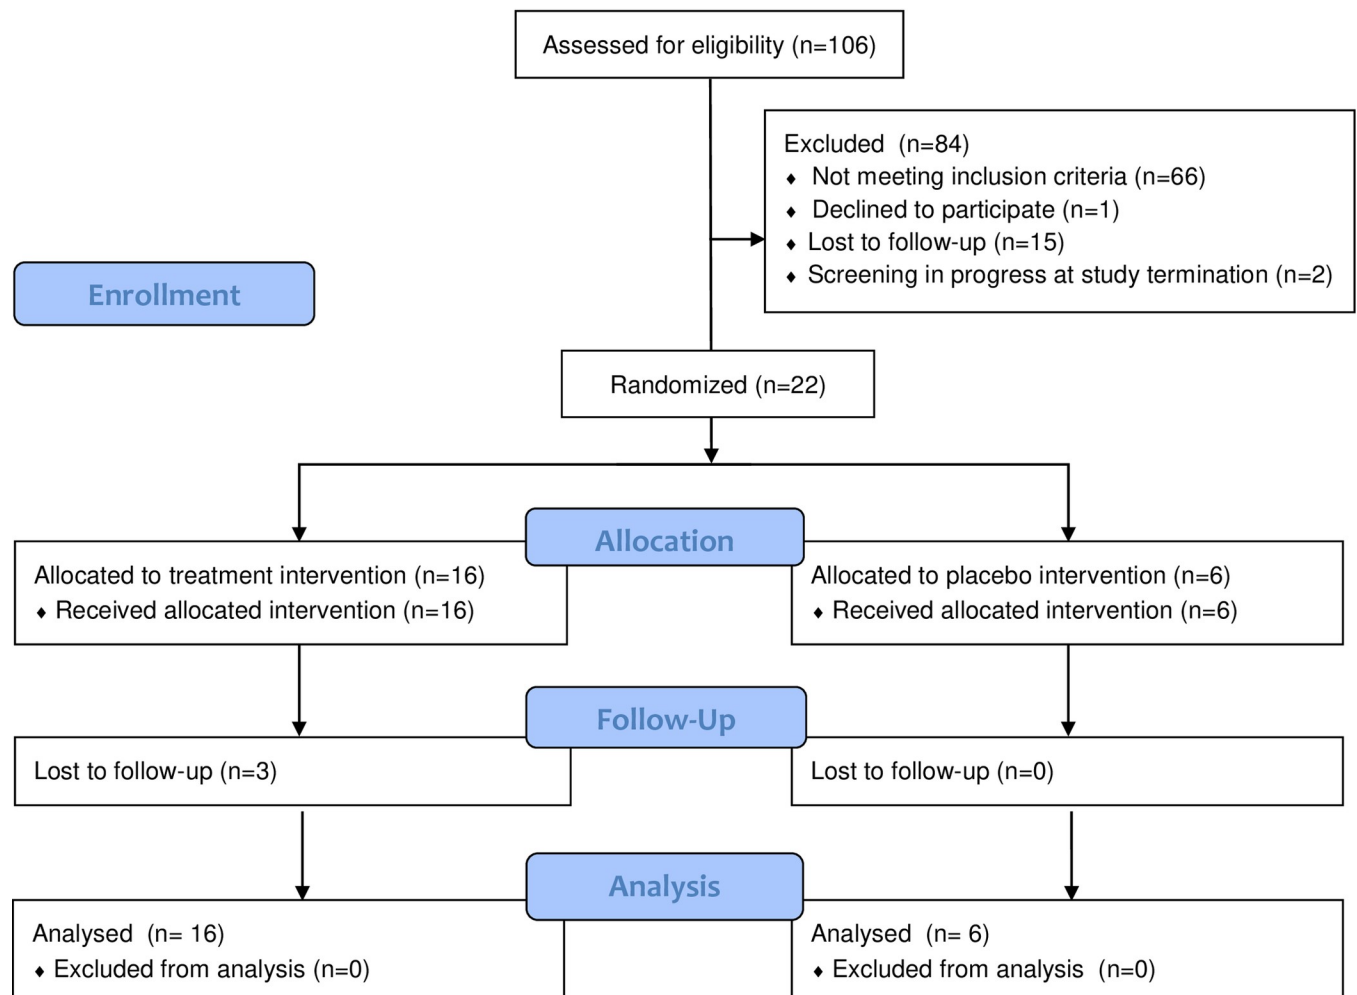 Assessed for eligibility (n=106)
Excluded  (n=84)
♦ Not meeting inclusion criteria (n=66)
♦ Declined to participate (n=1)
♦ Lost to follow-up (n=15)
♦ Screening in progress at study termination (n=2)
Enrollment
Randomized (n=22)
Allocation
Allocated to treatment intervention (n=16)
♦ Received allocated intervention (n=16)
Allocated to placebo intervention (n=6)
♦ Received allocated intervention (n=6)
Follow-Up
Lost to follow-up (n=3)
Lost to follow-up (n=0)
Analysis
Analysed  (n= 16)
♦ Excluded from analysis (n=0)
Analysed  (n= 6)
♦ Excluded from analysis  (n=0)